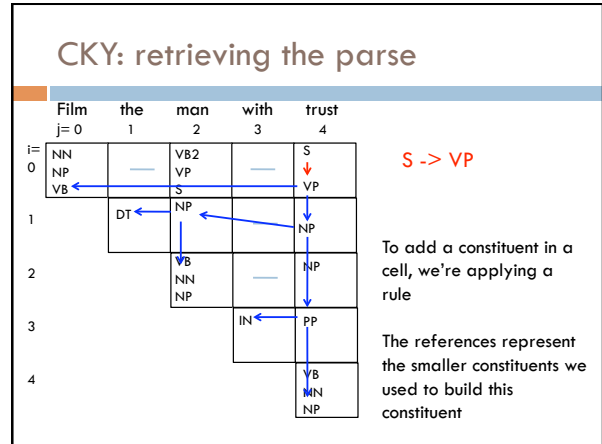 CKY: retrieving the parse
Film the man with trust
j= 0 1 2 3 4
i=
0
NN
NP
VB
VB2
VP
S
S
VP
S -> VP
1
DT
NP
NP
2
VB
NN
NP
NP
To add a constituent in a
cell, we're applying a
rule
3
IN
PP
The references represent
the smaller constituents we
used to build this
constituent
4
VB
NN
NP